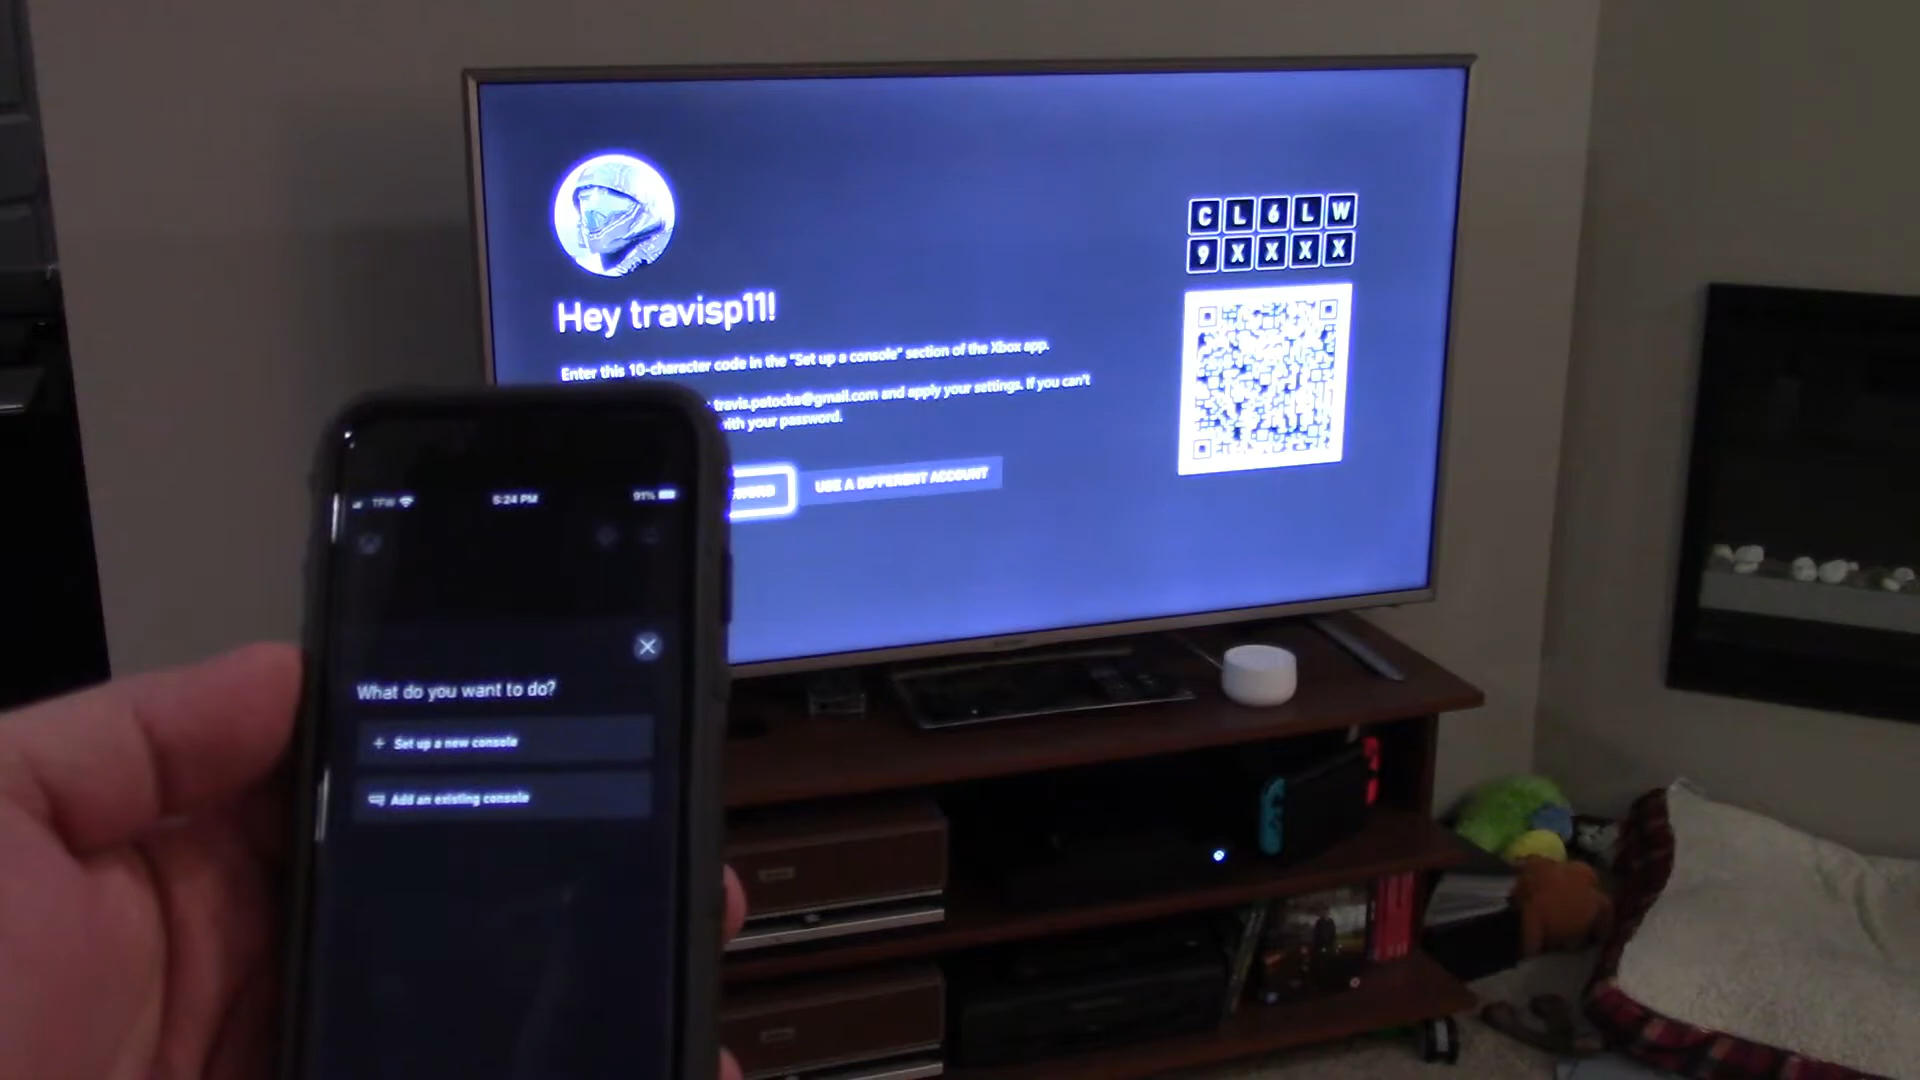 C L 6 L W
9 X X X X
Hey travisp11!
Enter this 10-character code in the "Set up a console" section of the Xbox app.
travis.pstocks@gmail.com and apply your settings. If you can't
with your password.
USE A DIFFERENT ACCOUNT
TFW
5:24 PM
91%
What do you want to do?
+ Set up a new console
Add an existing console